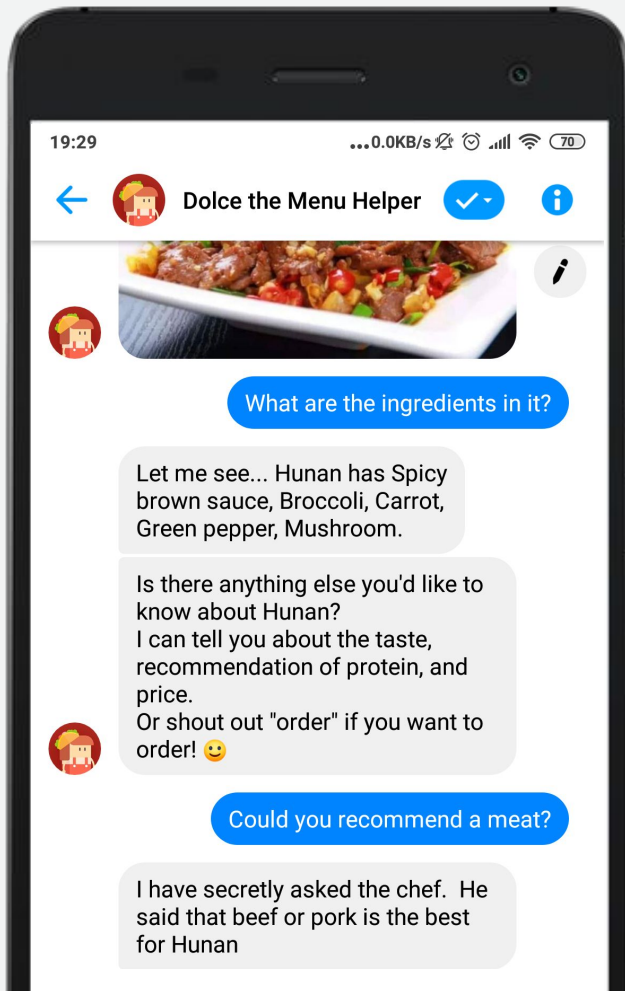 19:29
...0.0KB/s
70
Dolce the Menu Helper
What are the ingredients in it?
Let me see... Hunan has Spicy
brown sauce, Broccoli, Carrot,
Green pepper, Mushroom.
Is there anything else you'd like to
know about Hunan?
I can tell you about the taste,
recommendation of protein, and
price.
Or shout out "order" if you want to
order! 🙂
Could you recommend a meat?
I have secretly asked the chef.  He
said that beef or pork is the best
for Hunan